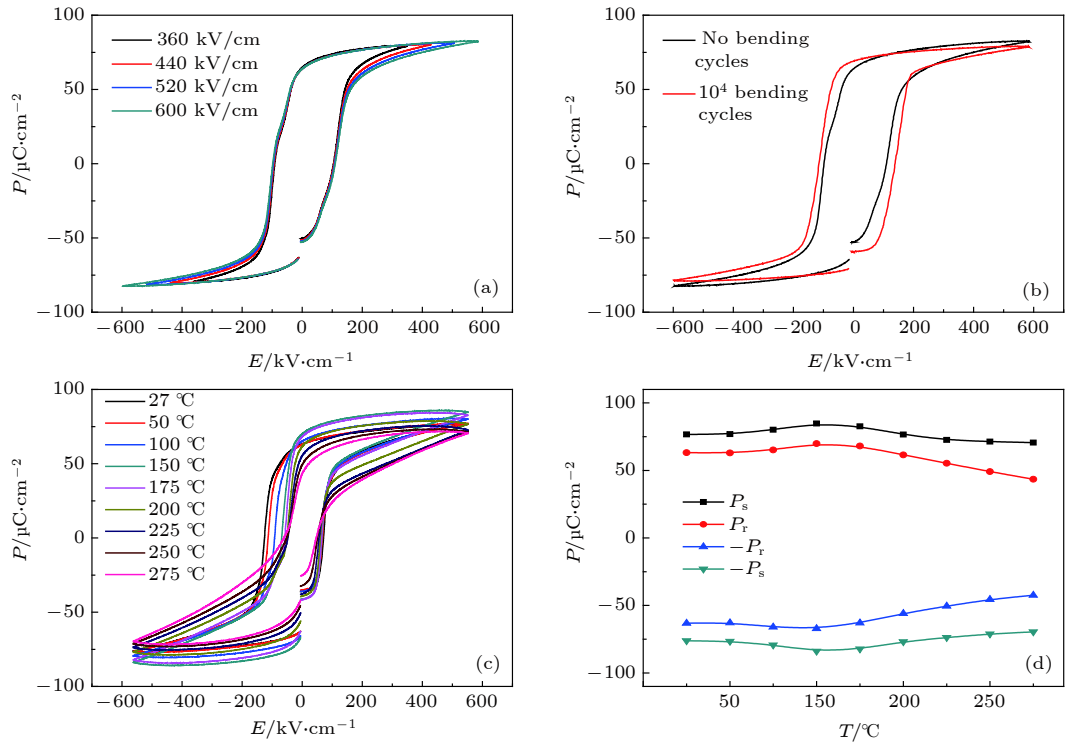 100
50
0
−50
−100
P/μC·cm⁻²
360 kV/cm
440 kV/cm
520 kV/cm
600 kV/cm
(a)
−600 −400 −200 0 200 400 600
E/kV·cm⁻¹
100
50
0
−50
−100
P/μC·cm⁻²
No bending
cycles
10⁴ bending
cycles
(b)
−600 −400 −200 0 200 400 600
E/kV·cm⁻¹
100
50
0
−50
−100
P/μC·cm⁻²
27 ℃
50 ℃
100 ℃
150 ℃
175 ℃
200 ℃
225 ℃
250 ℃
275 ℃
(c)
−600 −400 −200 0 200 400 600
E/kV·cm⁻¹
100
50
0
−50
−100
P/μC·cm⁻²
Pₛ
Pᵣ
−Pᵣ
−Pₛ
(d)
50 150 200 250
T/℃